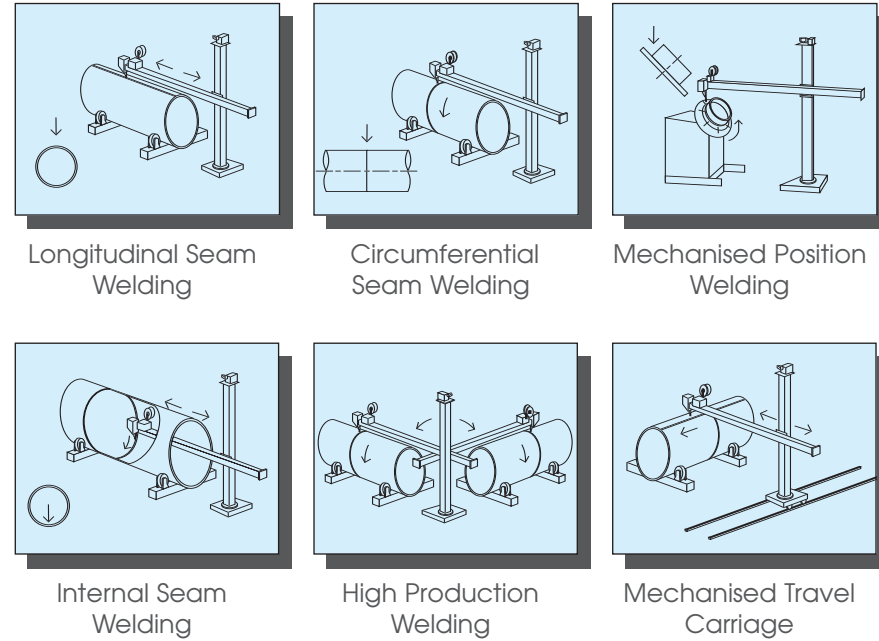 Longitudinal Seam
Welding
Circumferential
Seam Welding
Mechanised Position
Welding
Internal Seam
Welding
High Production
Welding
Mechanised Travel
Carriage